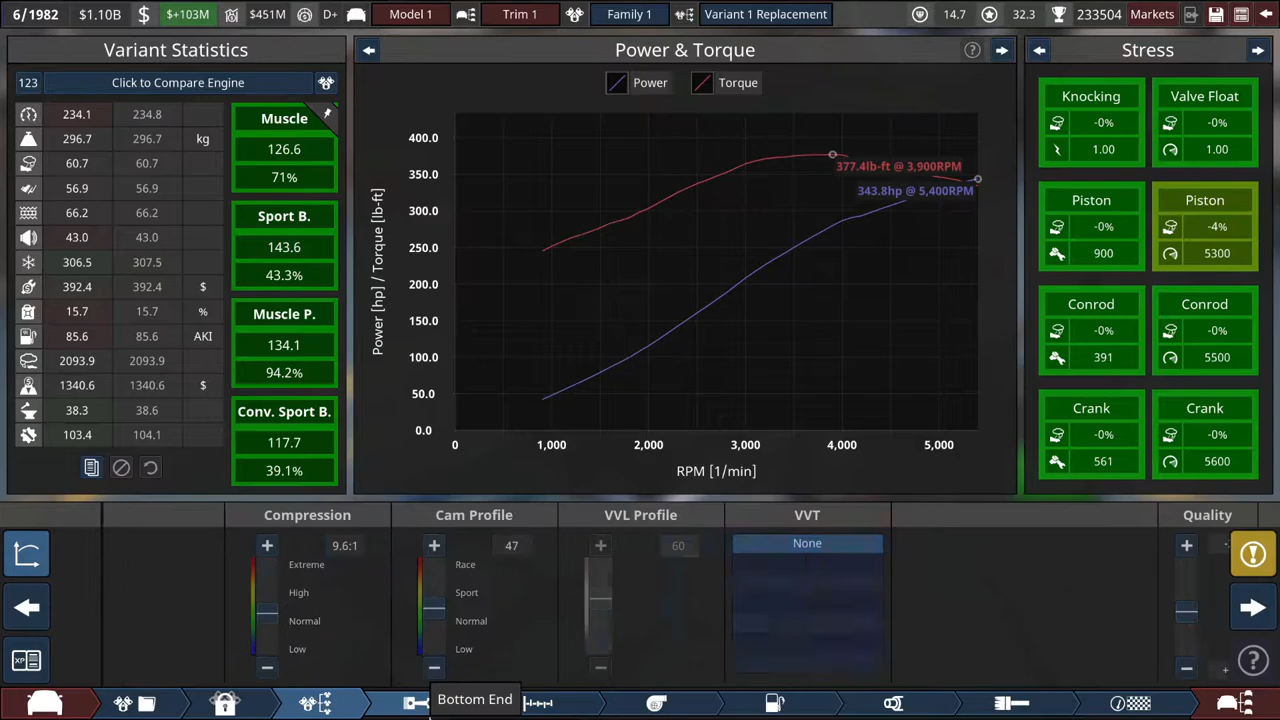 6/1982 $1.10B $+103M $451M D+ Model 1 Trim 1 Family 1 Variant 1 Replacement 14.7 32.3 233504 Markets
Variant Statistics
123 Click to Compare Engine
234.1 234.8
296.7 296.7 kg
60.7 60.7
56.9 56.9
66.2 66.2
43.0 43.0
306.5 307.5
392.4 392.4 $
15.7 15.7 %
85.6 85.6 AKI
2093.9 2093.9
1340.6 1340.6 $
38.3 38.6
103.4 104.1
Muscle
126.6
71%
Sport B.
143.6
43.3%
Muscle P.
134.1
94.2%
Conv. Sport B.
117.7
39.1%
Power & Torque
?
Power Torque
Power [hp] / Torque [lb-ft]
400.0
350.0
300.0
250.0
200.0
150.0
100.0
50.0
0.0
377.4lb-ft @ 3,900RPM
343.8hp @ 5,400RPM
0 1,000 2,000 3,000 4,000 5,000
RPM [1/min]
Stress
Knocking
-0%
1.00
Valve Float
-0%
1.00
Piston
-0%
900
Piston
-4%
5300
Conrod
-0%
391
Conrod
-0%
5500
Crank
-0%
561
Crank
-0%
5600
Compression
+ 9.6:1
Extreme
High
Normal
Low
−
Cam Profile
+ 47
Race
Sport
Normal
Low
−
VVL Profile
+ 60
−
VVT
None
Quality
+
− +
XP
!
?
Bottom End